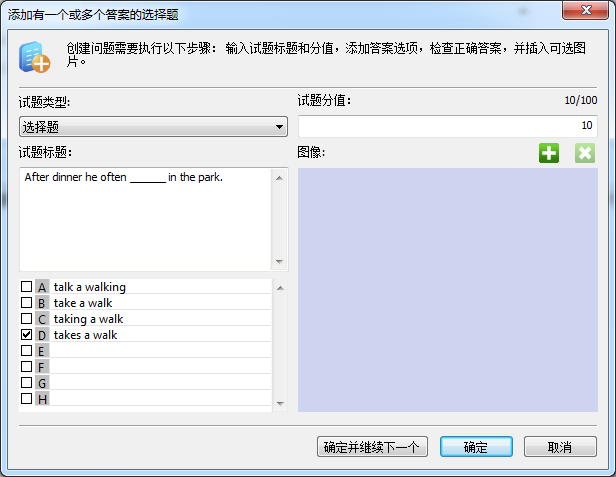 添加有一个或多个答案的选择题
创建问题需要执行以下步骤: 输入试题标题和分值，添加答案选项，检查正确答案，并插入可选图
片。
试题类型:
试题分值：
10/100
选择题
10
试题标题：
图像:
After dinner he often _______ in the park.
A talk a walking
B take a walk
C taking a walk
D takes a walk
E
F
G
H
确定并继续下一个
确定
取消